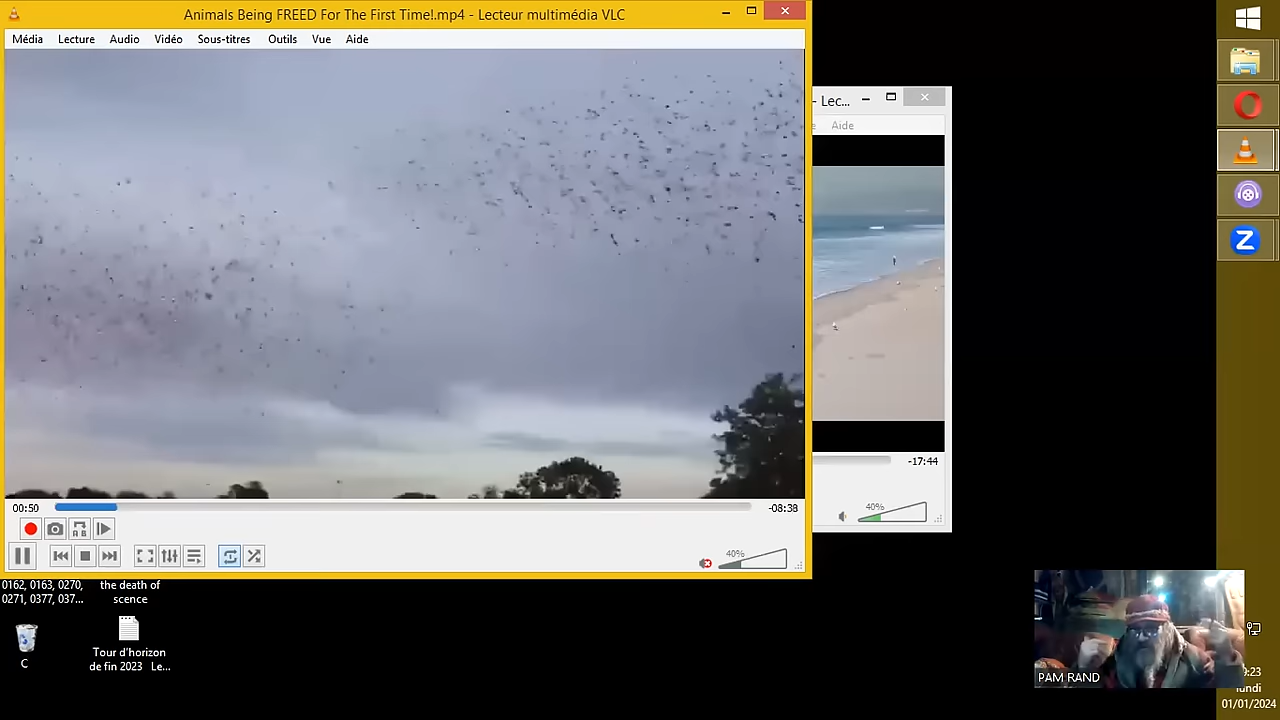 Animals Being FREED For The First Time!.mp4 - Lecteur multimédia VLC
Média Lecture Audio Vidéo Sous-titres Outils Vue Aide
- Lec...
Aide
-17:44
40%
00:50
-08:38
40%
0162, 0163, 0270,
0271, 0377, 037...
the death of
scence
C
Tour d'horizon
de fin 2023 Le...
PAM RAND
:23
lundi
01/01/2024